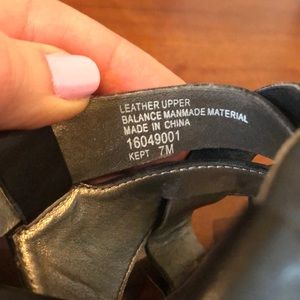 LEATHER UPPER
BALANCE MANMADE MATERIAL
MADE IN CHINA
16049001
KEPT 7M